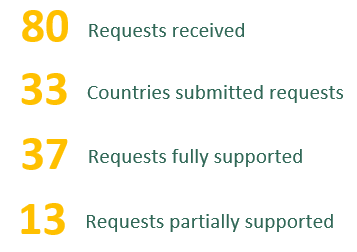 80 Requests received
33 Countries submitted requests
37 Requests fully supported
13 Requests partially supported